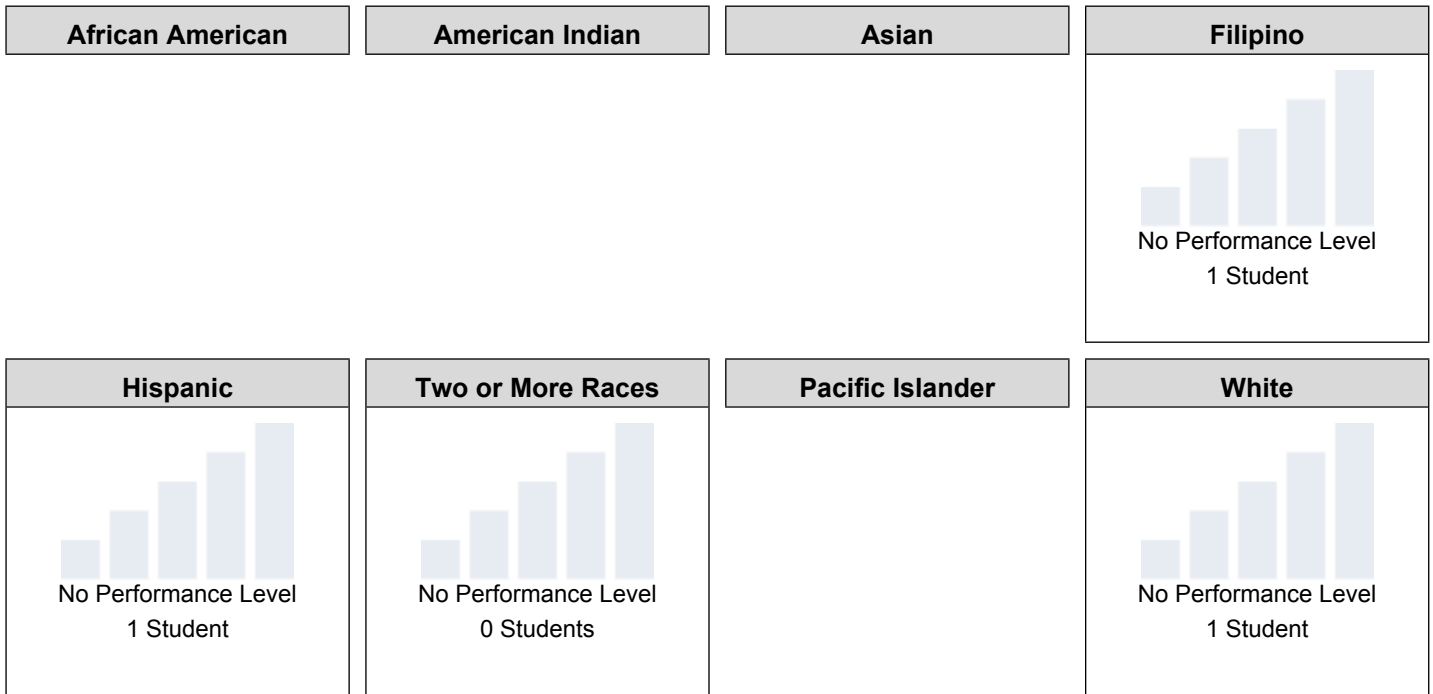 African American
American Indian
Asian
Filipino
No Performance Level
1 Student
Hispanic
Two or More Races
Pacific Islander
White
No Performance Level
1 Student
No Performance Level
0 Students
No Performance Level
1 Student